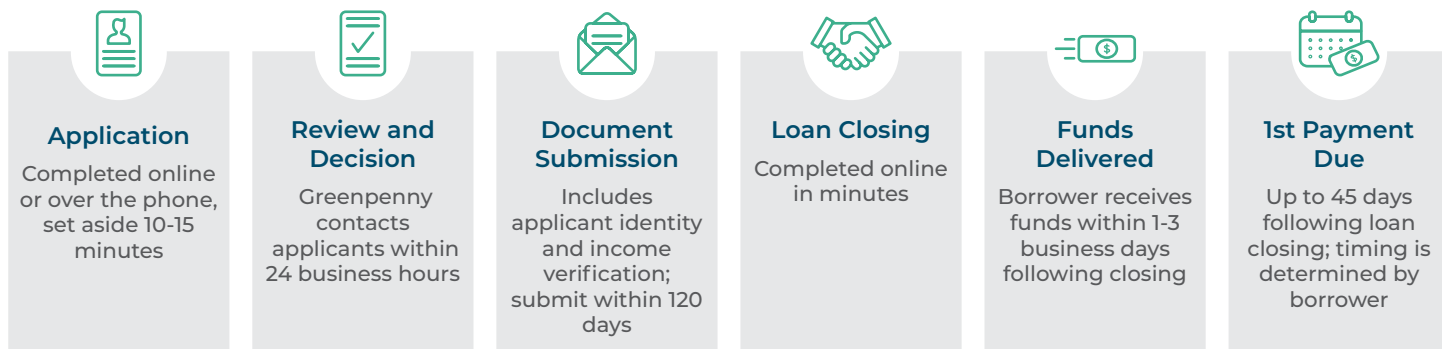 Application
Completed online
or over the phone,
set aside 10-15
minutes
Review and
Decision
Greenpenny
contacts
applicants within
24 business hours
Document
Submission
Includes
applicant identity
and income
verification;
submit within 120
days
Loan Closing
Completed online
in minutes
$
Funds
Delivered
Borrower receives
funds within 1-3
business days
following closing
$
1st Payment
Due
Up to 45 days
following loan
closing; timing is
determined by
borrower